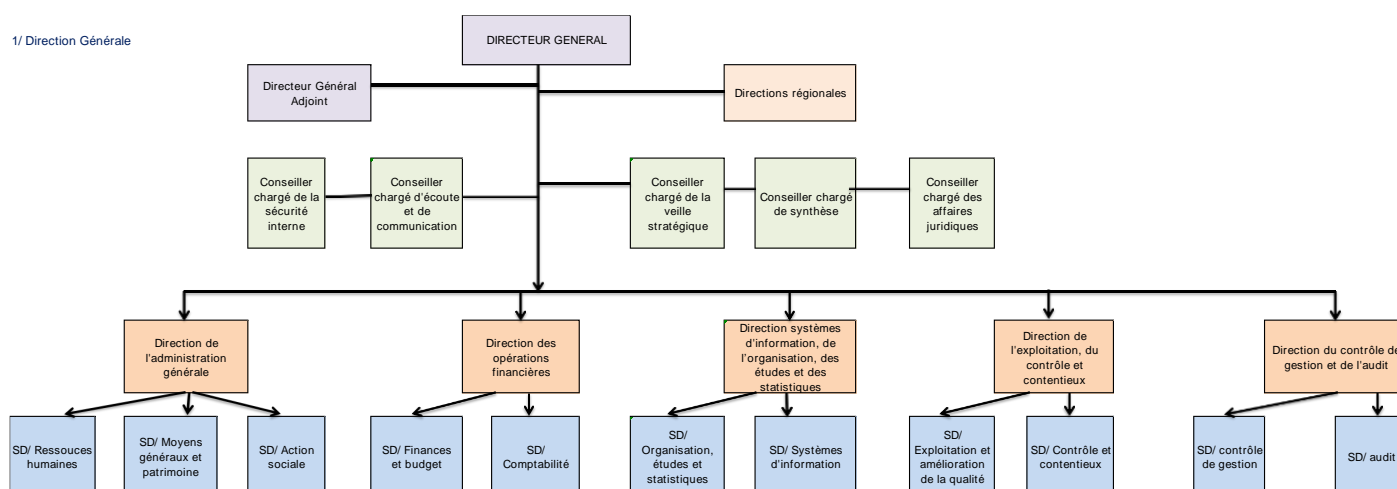 1/ Direction Générale
DIRECTEUR GENERAL
Directeur Général
Adjoint
Directions régionales
Conseiller
chargé de la
sécurité
interne
Conseiller
chargé d'écoute
et de
communication
Conseiller
chargé de la
veille
stratégique
Conseiller chargé
de synthèse
Conseiller
chargé des
affaires
juridiques
Direction de
l'administration
générale
Direction des
opérations
financières
Direction systèmes
d'information, de
l'organisation, des
études et des
statistiques
Direction de
l'exploitation, du
contrôle et
contentieux
Direction du contrôle de
gestion et de l'audit
SD/ Ressouces
humaines
SD/ Moyens
généraux et
patrimoine
SD/ Action
sociale
SD/ Finances
et budget
SD/
Comptabilité
SD/
Organisation,
études et
statistiques
SD/ Systèmes
d'information
SD/
Exploitation et
amélioration
de la qualité
SD/ Contrôle et
contentieux
SD/ contrôle
de gestion
SD/ audit